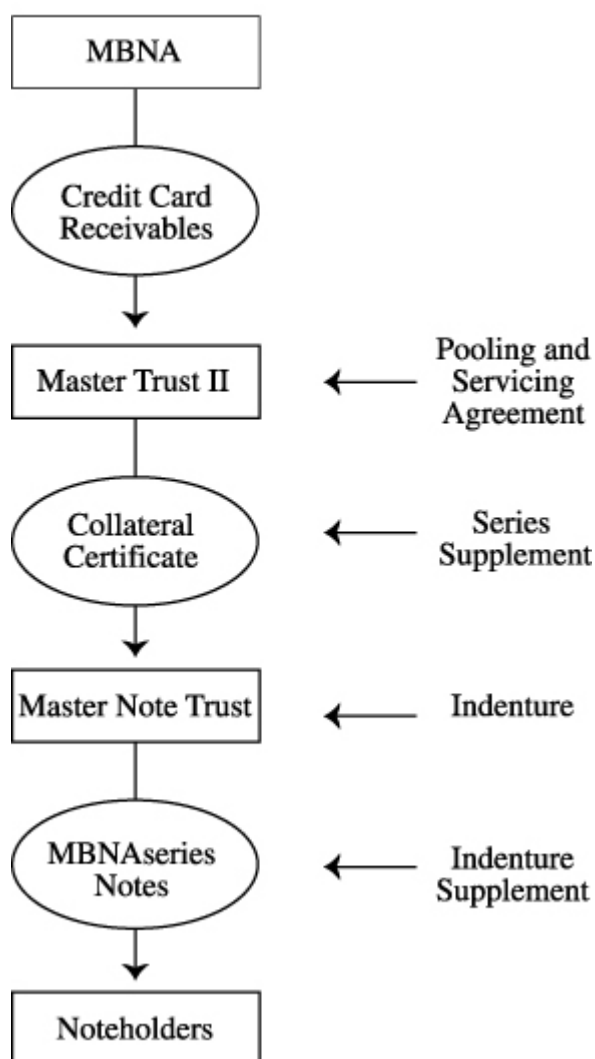 MBNA
Credit Card
Receivables
Master Trust II
Pooling and
Servicing
Agreement
Collateral
Certificate
Series
Supplement
Master Note Trust
Indenture
MBNAseries
Notes
Indenture
Supplement
Noteholders